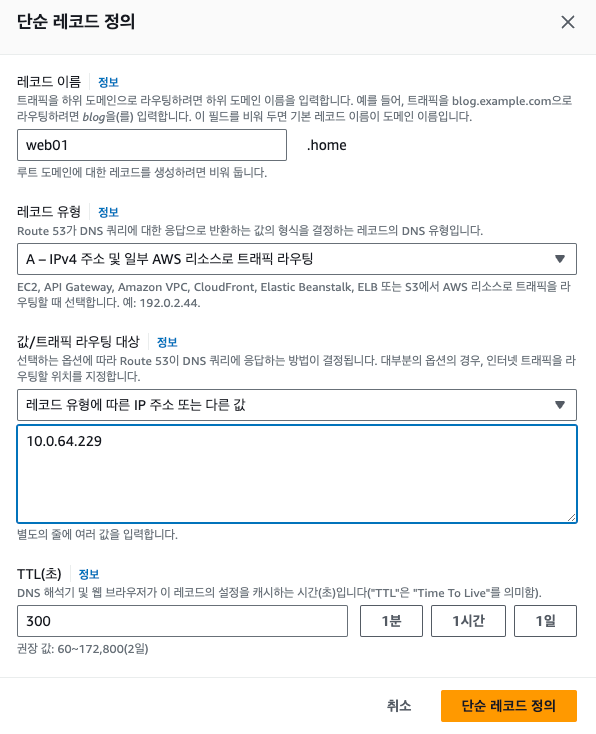 단순 레코드 정의
레코드 이름 정보
트래픽을 하위 도메인으로 라우팅하려면 하위 도메인 이름을 입력합니다. 예를 들어, 트래픽을 blog.example.com으로
라우팅하려면 blog을(를) 입력합니다. 이 필드를 비워 두면 기본 레코드 이름이 도메인 이름입니다.
web01 .home
루트 도메인에 대한 레코드를 생성하려면 비워 둡니다.
레코드 유형 정보
Route 53가 DNS 쿼리에 대한 응답으로 반환하는 값의 형식을 결정하는 레코드의 DNS 유형입니다.
A – IPv4 주소 및 일부 AWS 리소스로 트래픽 라우팅
EC2, API Gateway, Amazon VPC, CloudFront, Elastic Beanstalk, ELB 또는 S3에서 AWS 리소스로 트래픽을 라
우팅할 때 선택합니다. 예: 192.0.2.44.
값/트래픽 라우팅 대상 정보
선택하는 옵션에 따라 Route 53이 DNS 쿼리에 응답하는 방법이 결정됩니다. 대부분의 옵션의 경우, 인터넷 트래픽을 라
우팅할 위치를 지정합니다.
레코드 유형에 따른 IP 주소 또는 다른 값
10.0.64.229
별도의 줄에 여러 값을 입력합니다.
TTL(초) 정보
DNS 해석기 및 웹 브라우저가 이 레코드의 설정을 캐시하는 시간(초)입니다("TTL"은 "Time To Live"를 의미함).
300 1분 1시간 1일
권장 값: 60~172,800(2일)
취소 단순 레코드 정의